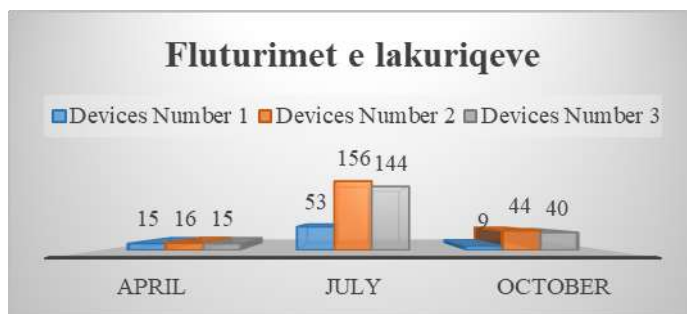 Fluturimet e lakuriqeve
Devices Number 1 Devices Number 2 Devices Number 3
156 144
53
15 16 15
9 44 40
APRIL JULY OCTOBER